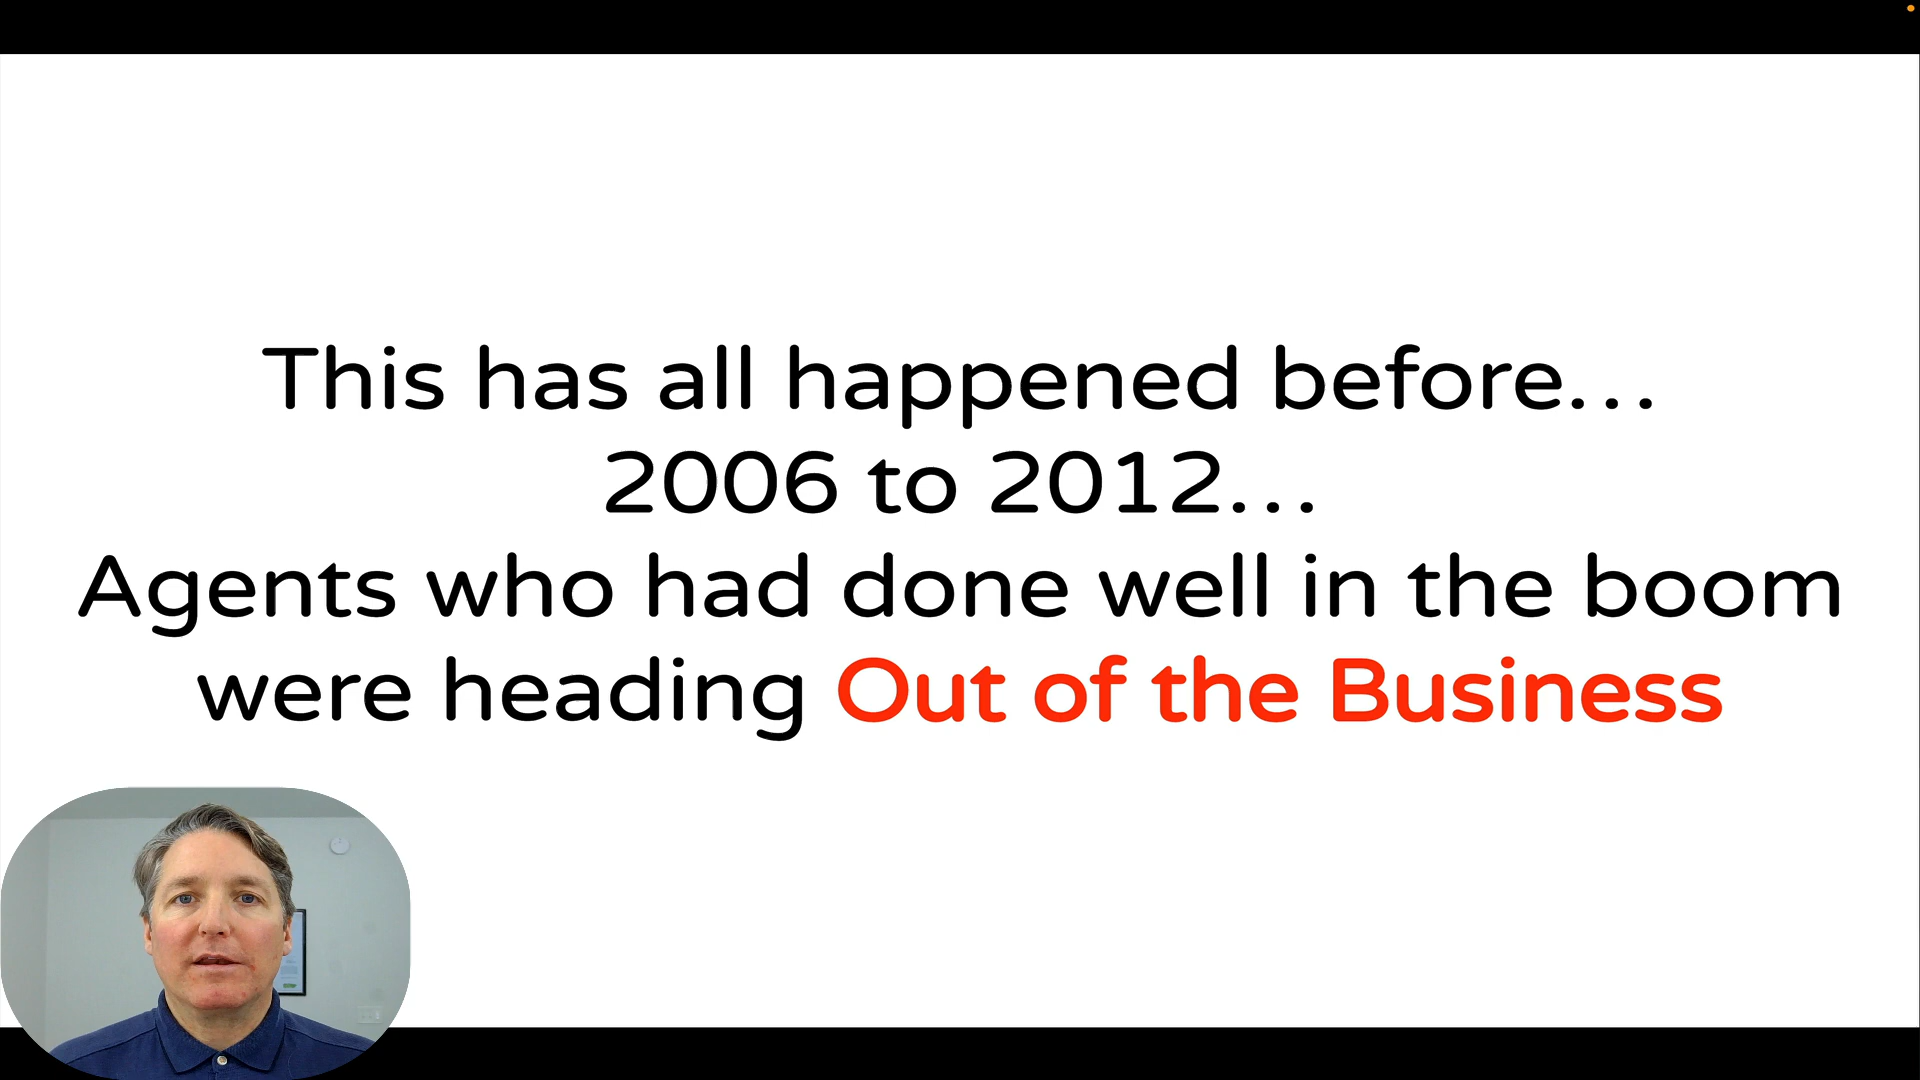 This has all happened before...
2006 to 2012...
Agents who had done well in the boom
were heading Out of the Business